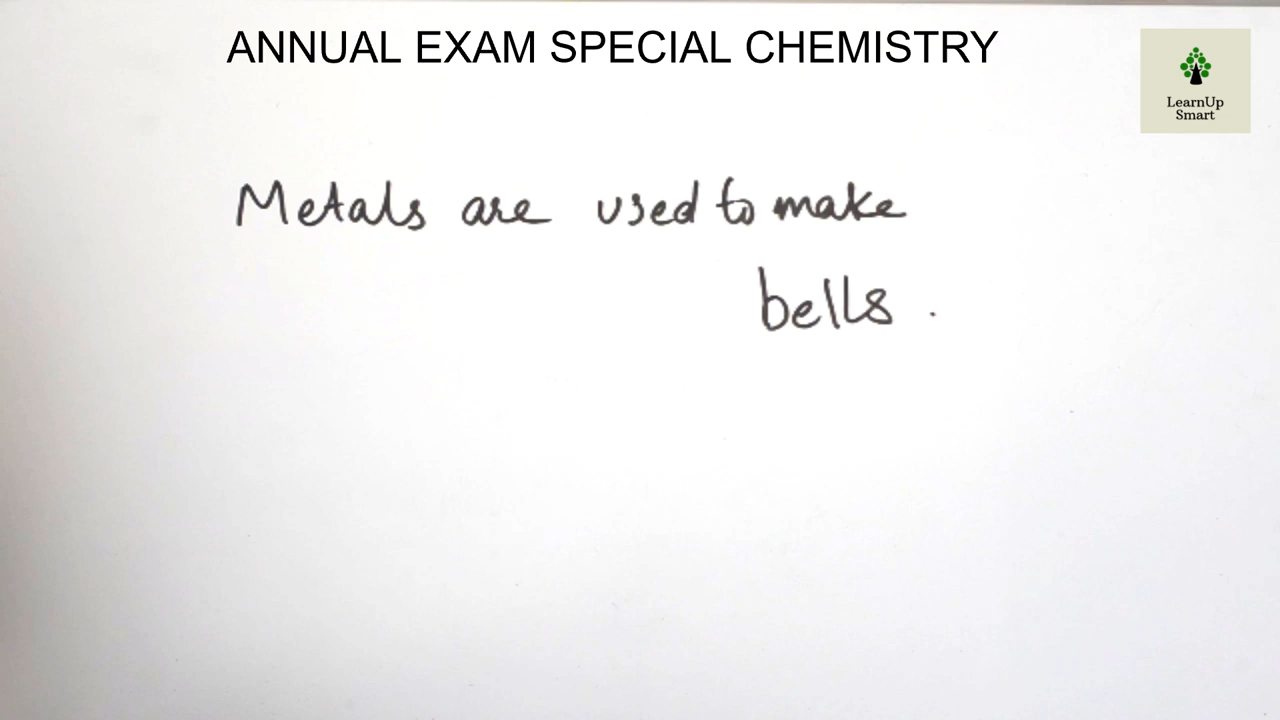 ANNUAL EXAM SPECIAL CHEMISTRY
LearnUp
Smart
Metals are used to make
bells.